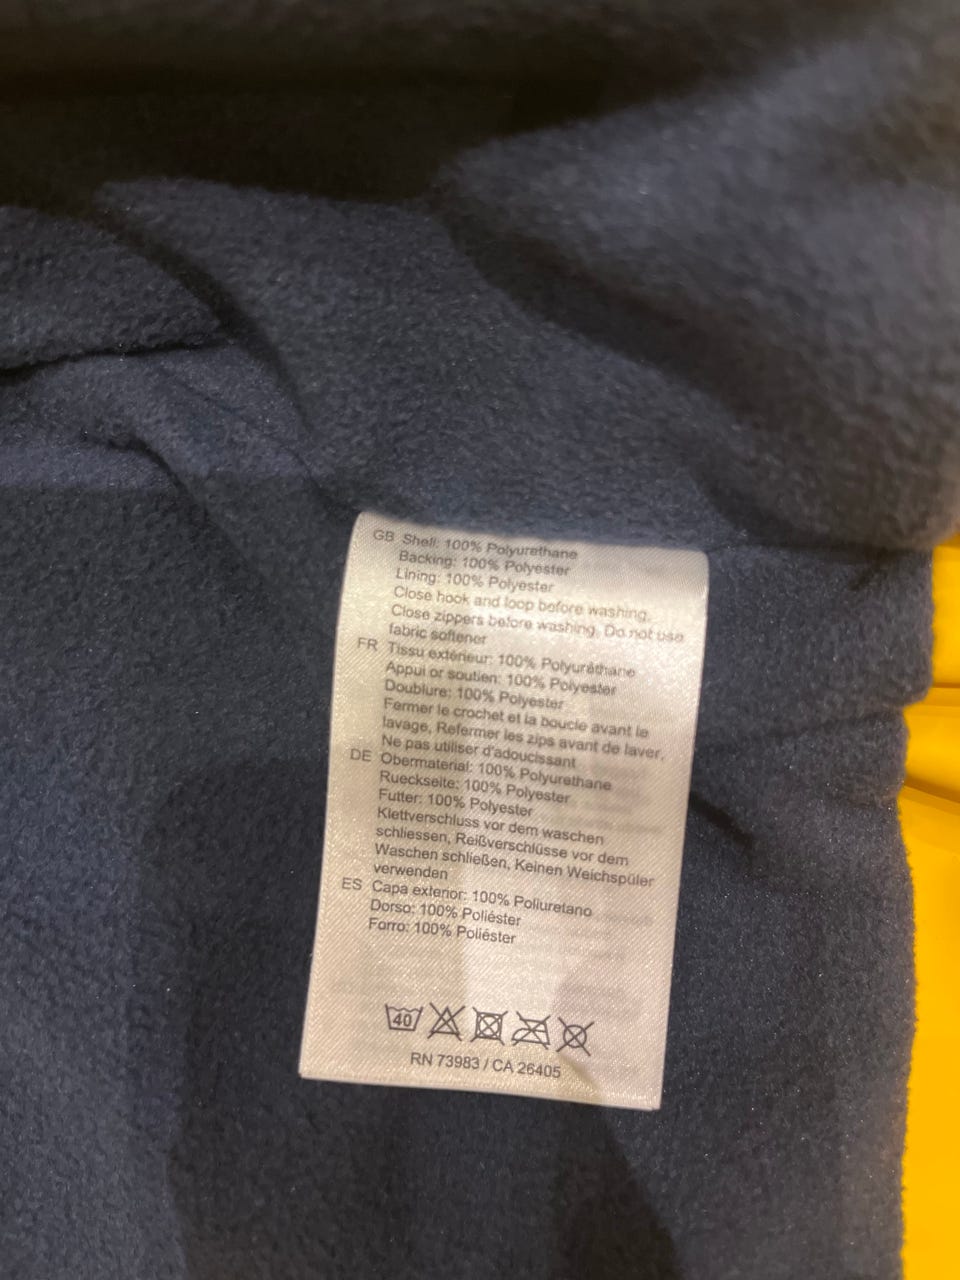 GB Shell: 100% Polyurethane
Backing: 100% Polyester
Lining: 100% Polyester
Close hook and loop before washing.
Close zippers before washing, Do not use
fabric softener
FR Tissu extérieur: 100% Polyuréthane
Appui or soutien: 100% Polyester
Doublure: 100% Polyester
Fermer le crochet et la boucle avant le
lavage, Refermer les zips avant de laver,
Ne pas utiliser d'adoucissant
DE Obermaterial: 100% Polyurethane
Rueckseite: 100% Polyester
Futter: 100% Polyester
Klettverschluss vor dem waschen
schliessen, Reißverschlüsse vor dem
Waschen schließen, Keinen Weichspüler
verwenden
ES Capa exterior: 100% Poliuretano
Dorso: 100% Poliéster
Forro: 100% Poliéster
40
RN 73983 / CA 26405